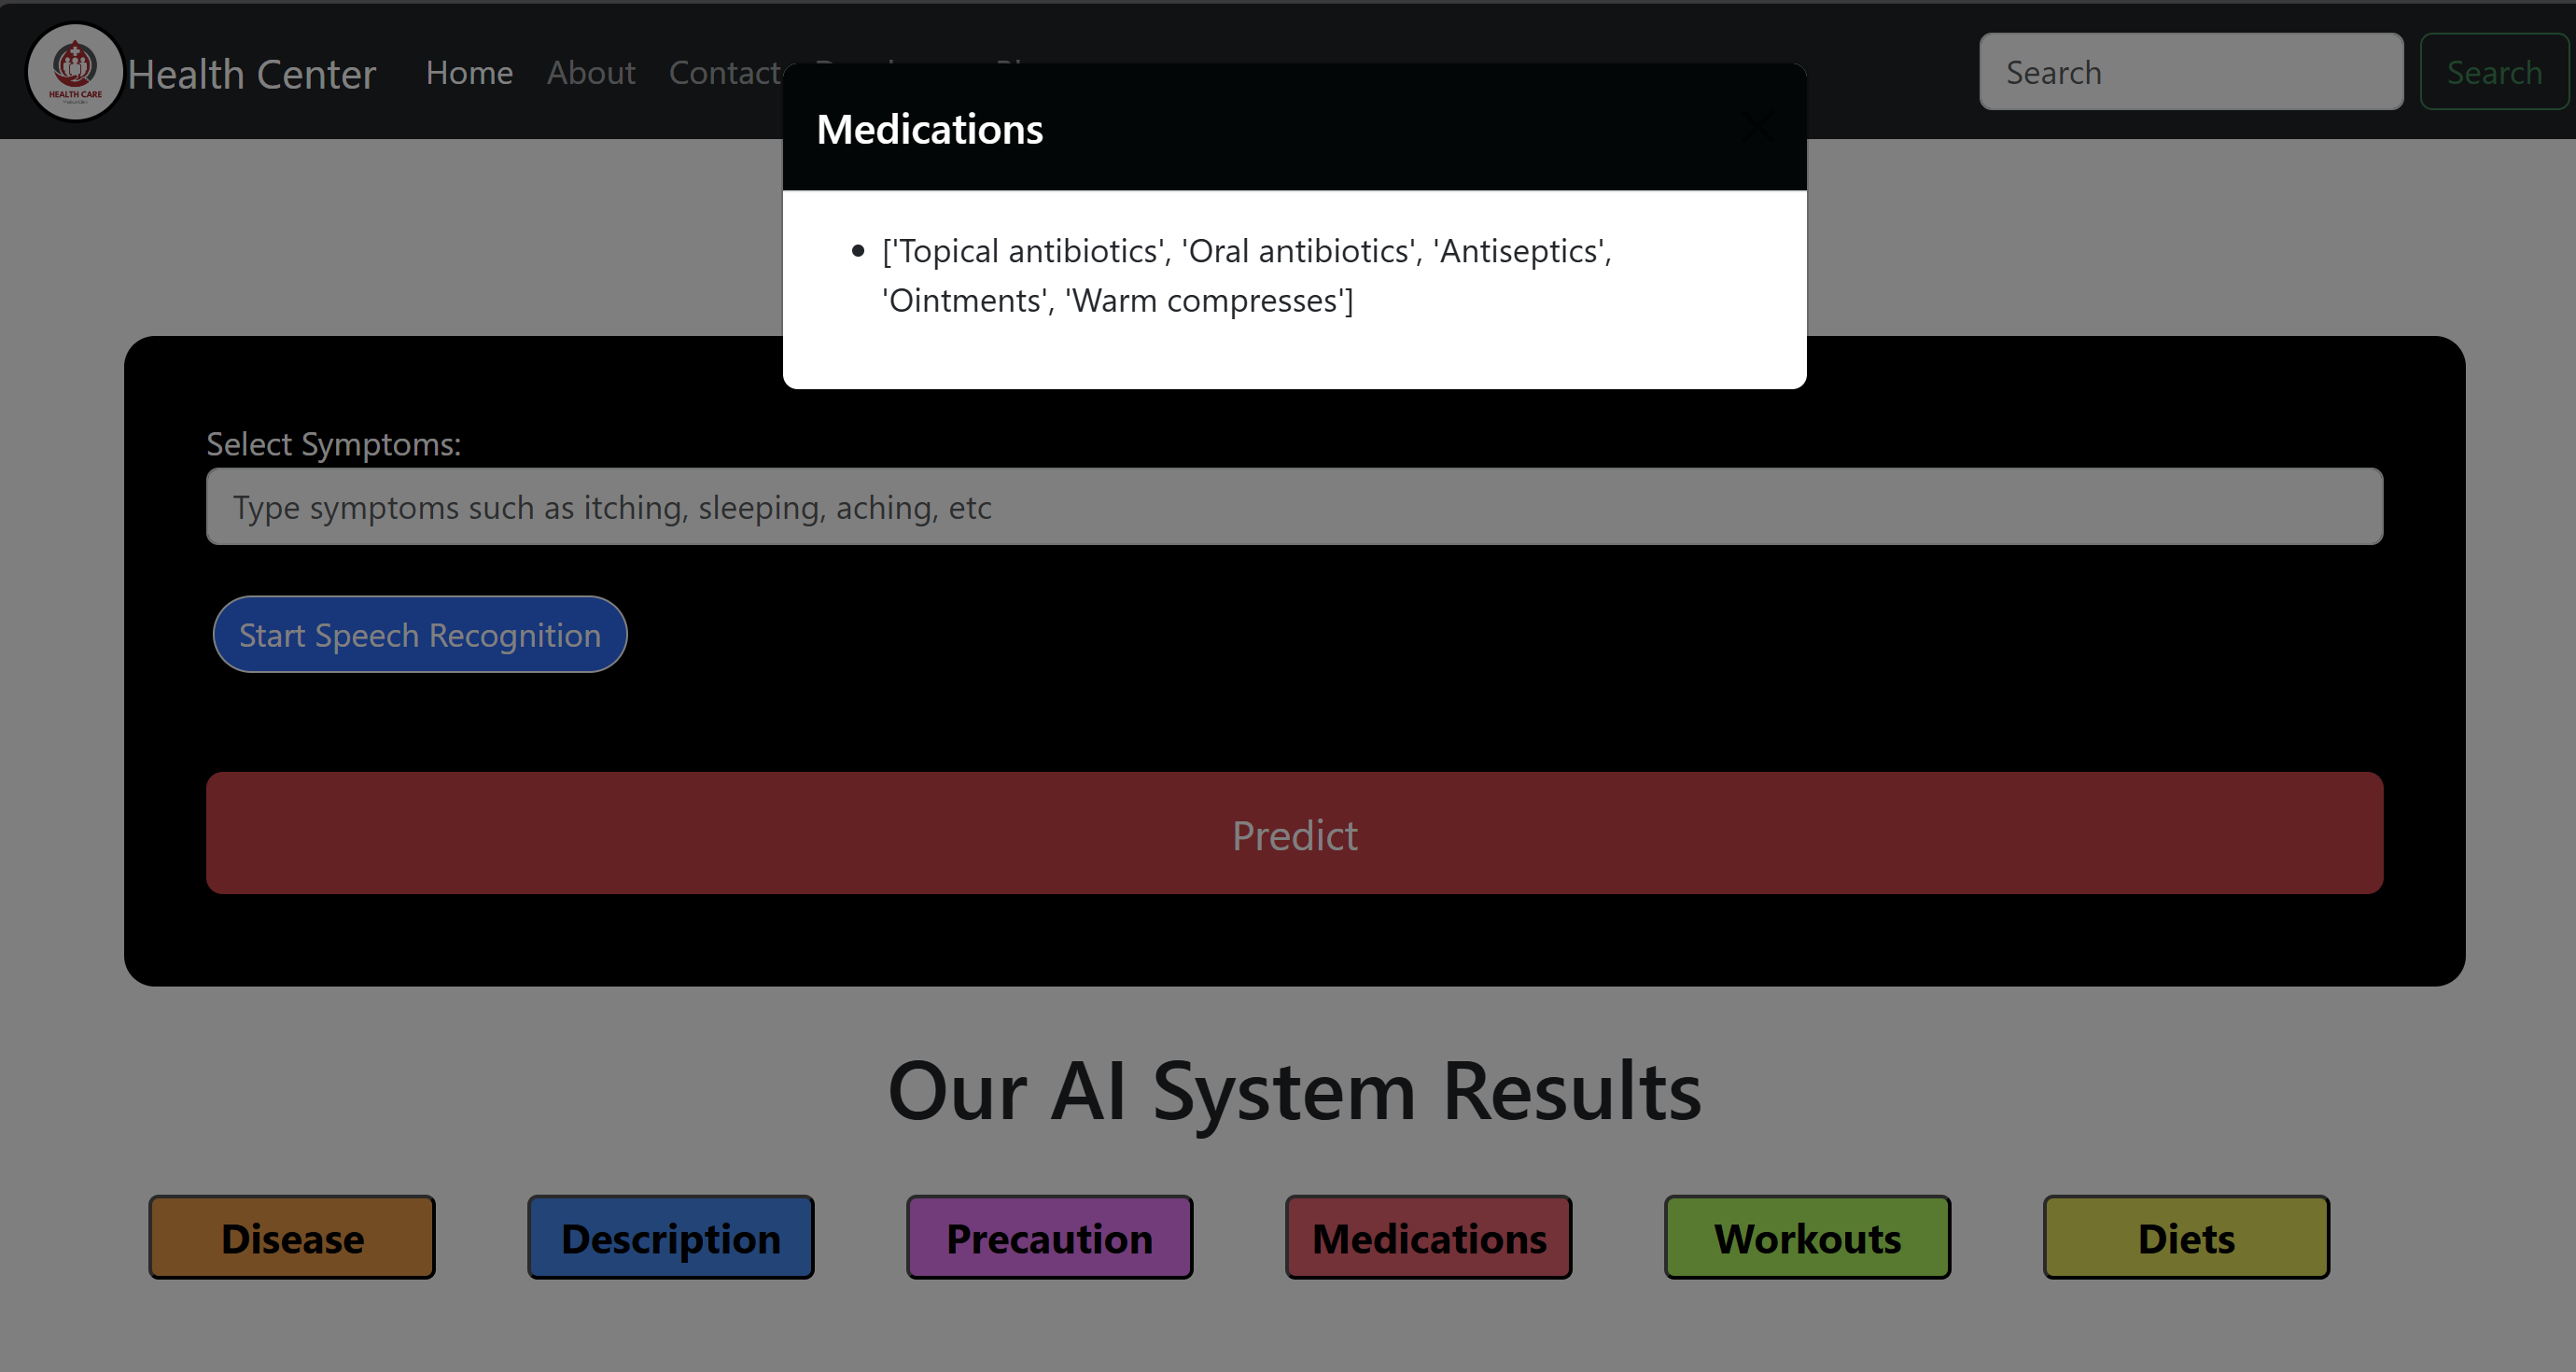 HEALTH CARE
Health Center
Home
About
Contact
Search
Search
Medications
['Topical antibiotics', 'Oral antibiotics', 'Antiseptics',
'Ointments', 'Warm compresses']
Select Symptoms:
Type symptoms such as itching, sleeping, aching, etc
Start Speech Recognition
Predict
Our AI System Results
Disease
Description
Precaution
Medications
Workouts
Diets